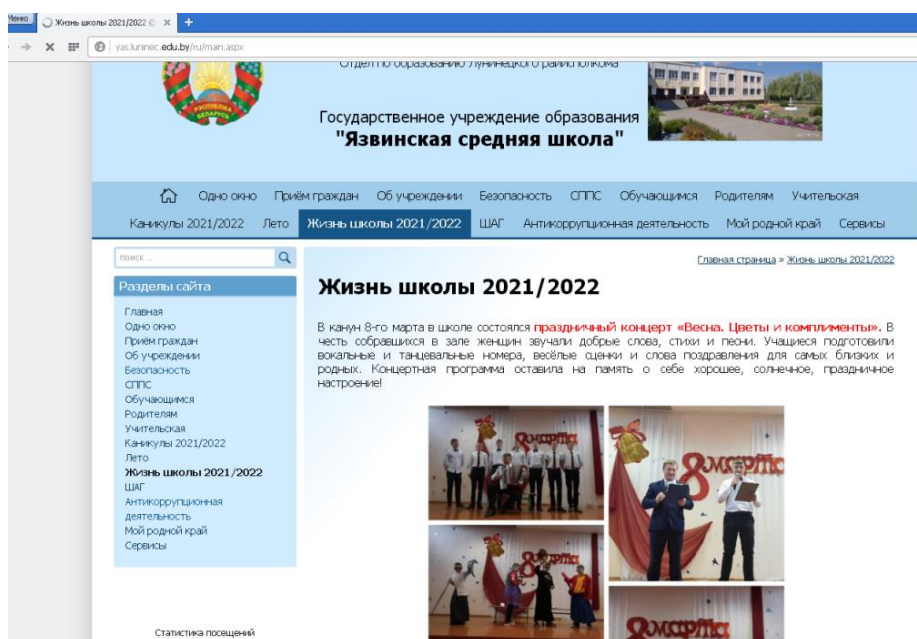 Меню
Жизнь школы 2021/2022
yas.luninec.edu.by/ru/main.aspx
Отдел по образованию Лунинецкого райисполкома
РЕСПУБЛИКА
БЕЛАРУСЬ
Государственное учреждение образования
"Язвинская средняя школа"
Одно окно Приём граждан Об учреждении Безопасность СППС Обучающимся Родителям Учительская
Каникулы 2021/2022 Лето Жизнь школы 2021/2022 ШАГ Антикоррупционная деятельность Мой родной край Сервисы
поиск ...
Главная страница » Жизнь школы 2021/2022
Разделы сайта
Главная
Одно окно
Приём граждан
Об учреждении
Безопасность
СППС
Обучающимся
Родителям
Учительская
Каникулы 2021/2022
Лето
Жизнь школы 2021/2022
ШАГ
Антикоррупционная
деятельность
Мой родной край
Сервисы
Статистика посещений
Жизнь школы 2021/2022
В канун 8-го марта в школе состоялся праздничный концерт «Весна. Цветы и комплименты». В
честь собравшихся в зале женщин звучали добрые слова, стихи и песни. Учащиеся подготовили
вокальные и танцевальные номера, весёлые сценки и слова поздравления для самых близких и
родных. Концертная программа оставила на память о себе хорошее, солнечное, праздничное
настроение!
8 марта
8 марта
8 марта
8 марта